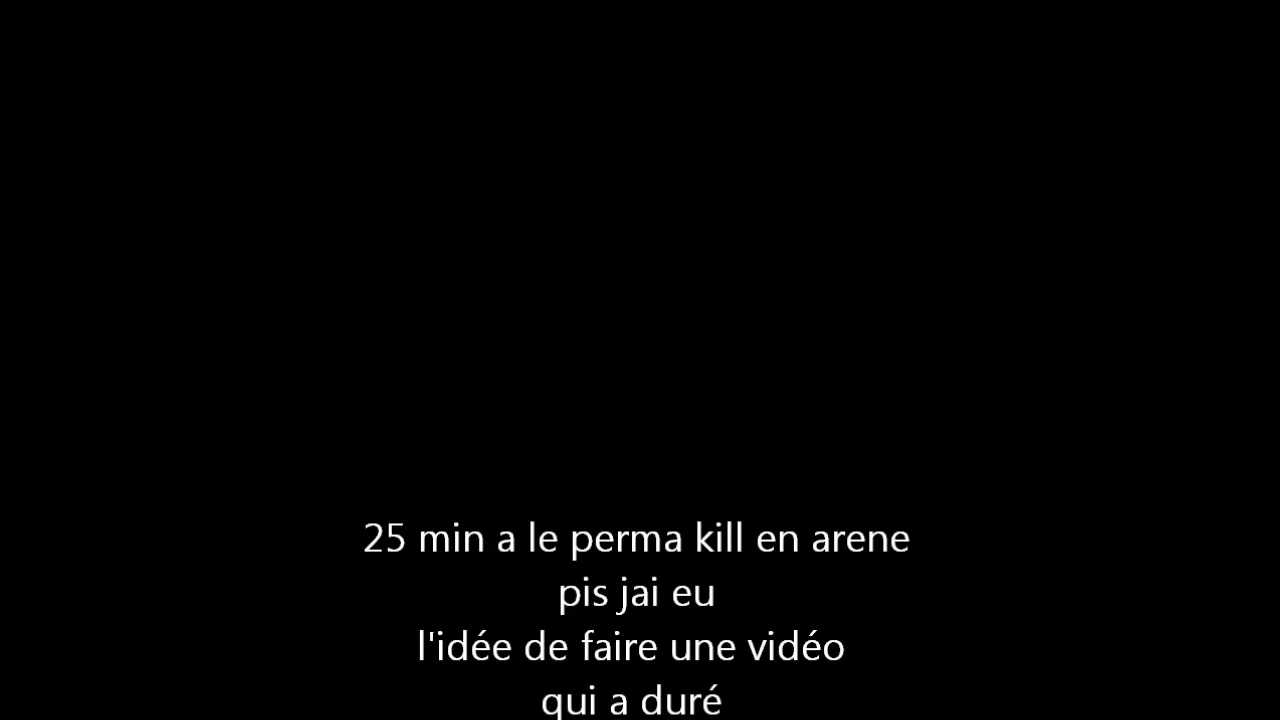 25 min a le perma kill en arene
pis jai eu
l'idée de faire une vidéo
qui a duré